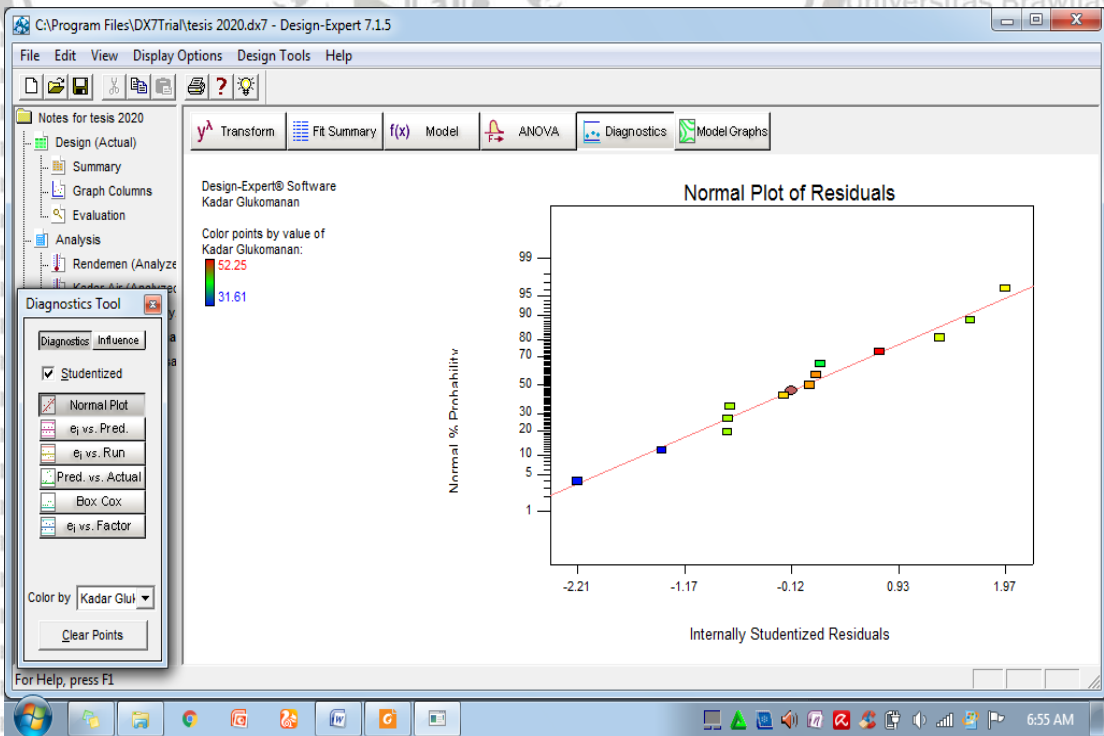 Universitas Brawijaya
C:\Program Files\DX7Trial\tesis 2020.dx7 - Design-Expert 7.1.5
File Edit View Display Options Design Tools Help
Notes for tesis 2020
Design (Actual)
Summary
Graph Columns
Evaluation
Analysis
Rendemen (Analyze
yλ Transform Fit Summary f(x) Model ANOVA Diagnostics Model Graphs
Design-Expert® Software
Kadar Glukomanan
Color points by value of
Kadar Glukomanan:
52.25
31.61
Diagnostics Tool
Diagnostics Influence
Studentized
Normal Plot
ei vs. Pred.
ei vs. Run
Pred. vs. Actual
Box Cox
ei vs. Factor
Color by Kadar Gluk
Clear Points
Normal Plot of Residuals
Normal % Probability
99
95
90
80
70
50
30
20
10
5
1
-2.21 -1.17 -0.12 0.93 1.97
Internally Studentized Residuals
For Help, press F1
6:55 AM